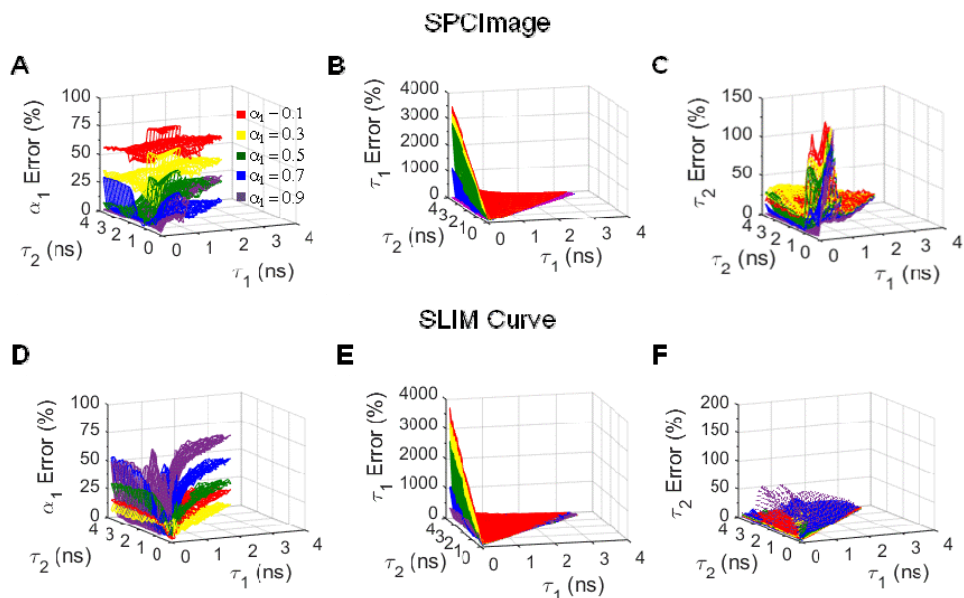 SPCImage
A
B
C
α₁ Error (%)
100
75
50
25
0
4 3 2 1 0
0 1 2 3 4
τ₂ (ns)
τ₁ (ns)
α₁ – 0.1
α₁ = 0.3
α₁ = 0.5
α₁ = 0.7
α₁ = 0.9
τ₁ Error (%)
4000
3000
2000
1000
0
4 3 2 1 0
0 1 2 3 4
τ₂ (ns)
τ₁ (ns)
τ₂ Error (%)
150
100
50
0
4 3 2 1 0
0 1 2 3 4
τ₂ (ns)
τ₁ (ns)
SLIM Curve
D
E
F
α₁ Error (%)
100
75
50
25
0
4 3 2 1 0
0 1 2 3 4
τ₂ (ns)
τ₁ (ns)
τ₁ Error (%)
4000
3000
2000
1000
0
4 3 2 1 0
0 1 2 3 4
τ₂ (ns)
τ₁ (ns)
τ₂ Error (%)
200
150
100
50
0
4 3 2 1 0
0 1 2 3 4
τ₂ (ns)
τ₁ (ns)